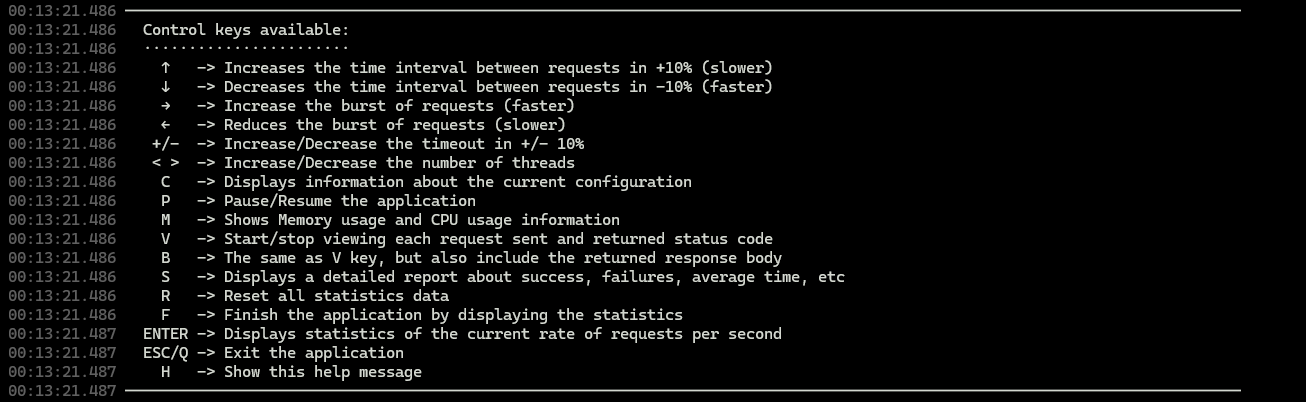 00:13:21.486
00:13:21.486 Control keys available:
00:13:21.486 .......................
00:13:21.486 ↑ -> Increases the time interval between requests in +10% (slower)
00:13:21.486 ↓ -> Decreases the time interval between requests in -10% (faster)
00:13:21.486 → -> Increase the burst of requests (faster)
00:13:21.486 ← -> Reduces the burst of requests (slower)
00:13:21.486 +/- -> Increase/Decrease the timeout in +/- 10%
00:13:21.486 < > -> Increase/Decrease the number of threads
00:13:21.486 C -> Displays information about the current configuration
00:13:21.486 P -> Pause/Resume the application
00:13:21.486 M -> Shows Memory usage and CPU usage information
00:13:21.486 V -> Start/stop viewing each request sent and returned status code
00:13:21.486 B -> The same as V key, but also include the returned response body
00:13:21.486 S -> Displays a detailed report about success, failures, average time, etc
00:13:21.486 R -> Reset all statistics data
00:13:21.486 F -> Finish the application by displaying the statistics
00:13:21.487 ENTER -> Displays statistics of the current rate of requests per second
00:13:21.487 ESC/Q -> Exit the application
00:13:21.487 H -> Show this help message
00:13:21.487